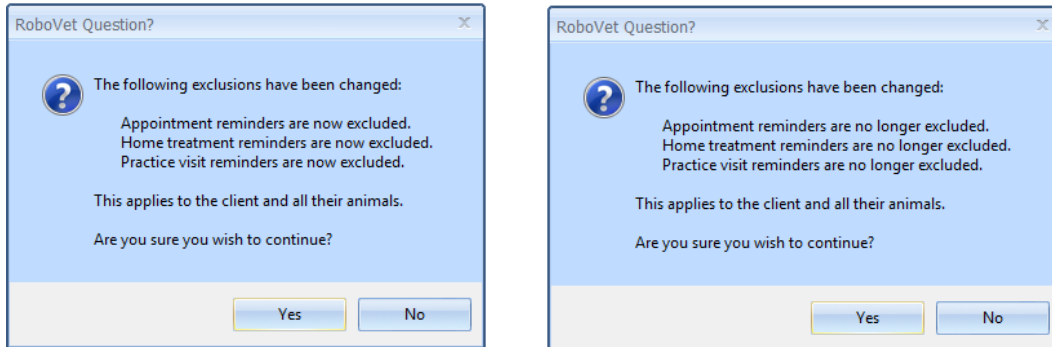 RoboVet Question?
The following exclusions have been changed:
Appointment reminders are now excluded.
Home treatment reminders are now excluded.
Practice visit reminders are now excluded.
This applies to the client and all their animals.
Are you sure you wish to continue?
Yes No
RoboVet Question?
The following exclusions have been changed:
Appointment reminders are no longer excluded.
Home treatment reminders are no longer excluded.
Practice visit reminders are no longer excluded.
This applies to the client and all their animals.
Are you sure you wish to continue?
Yes No